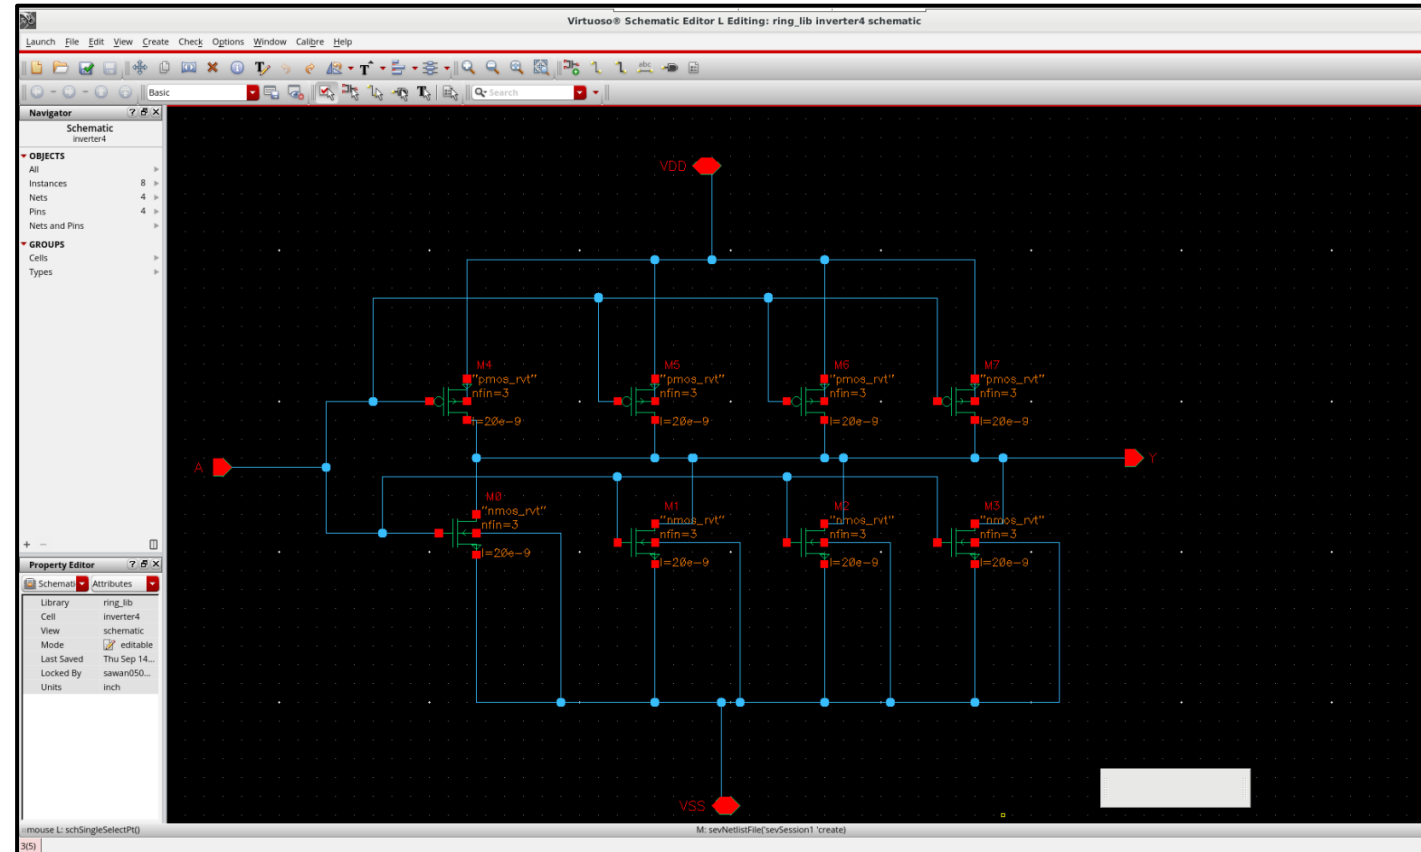 Virtuoso® Schematic Editor L Editing: ring_lib inverter4 schematic
Launch File Edit View Create Check Options Window Calibre Help
Basic
Search
Navigator
Schematic
inverter4
OBJECTS
All
Instances 8
Nets 4
Pins 4
Nets and Pins
GROUPS
Cells
Types
Property Editor
Schemati Attributes
Library ring_lib
Cell inverter4
View schematic
Mode editable
Last Saved Thu Sep 14...
Locked By sawan050...
Units inch
VDD
M4 M5 M6 M7
"pmos_rvt" "pmos_rvt" "pmos_rvt" "pmos_rvt"
nfin=3 nfin=3 nfin=3 nfin=3
l=20e-9 l=20e-9 l=20e-9 l=20e-9
A Y
M0 M1 M2 M3
"nmos_rvt" "nmos_rvt" "nmos_rvt" "nmos_rvt"
nfin=3 nfin=3 nfin=3 nfin=3
l=20e-9 l=20e-9 l=20e-9 l=20e-9
VSS
mouse L: schSingleSelectPt() M: sevNetlistFile('sevSession1 'create)
3(5)